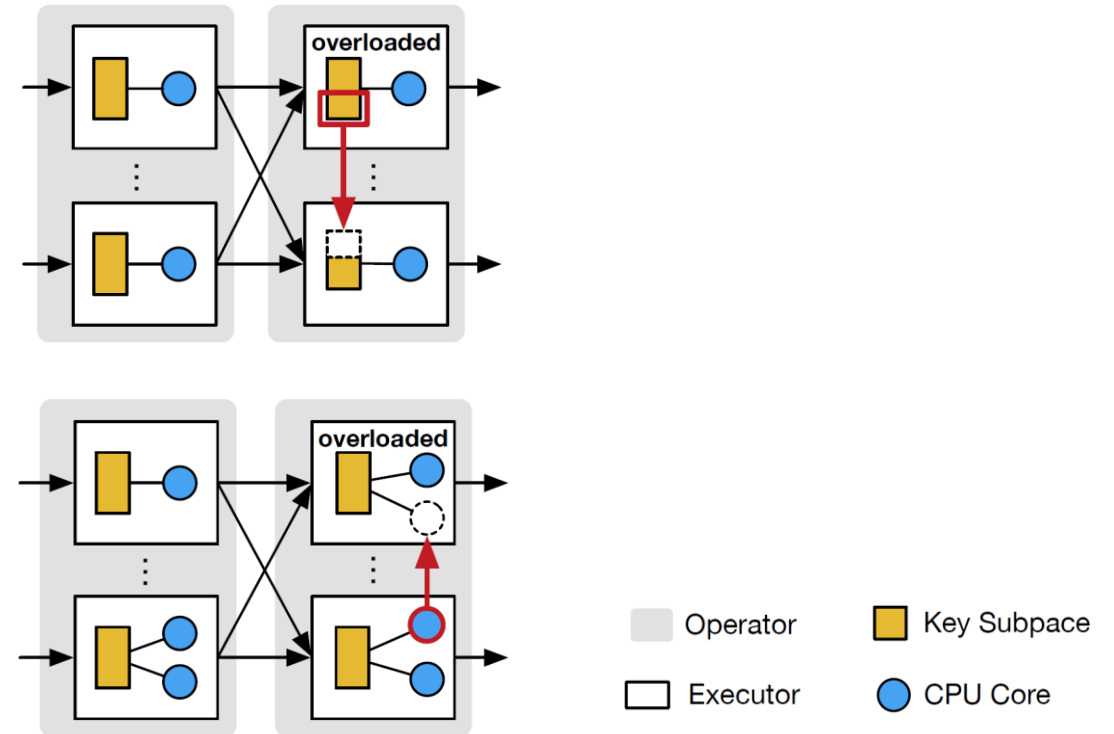 overloaded
overloaded
Operator
Key Subpace
Executor
CPU Core